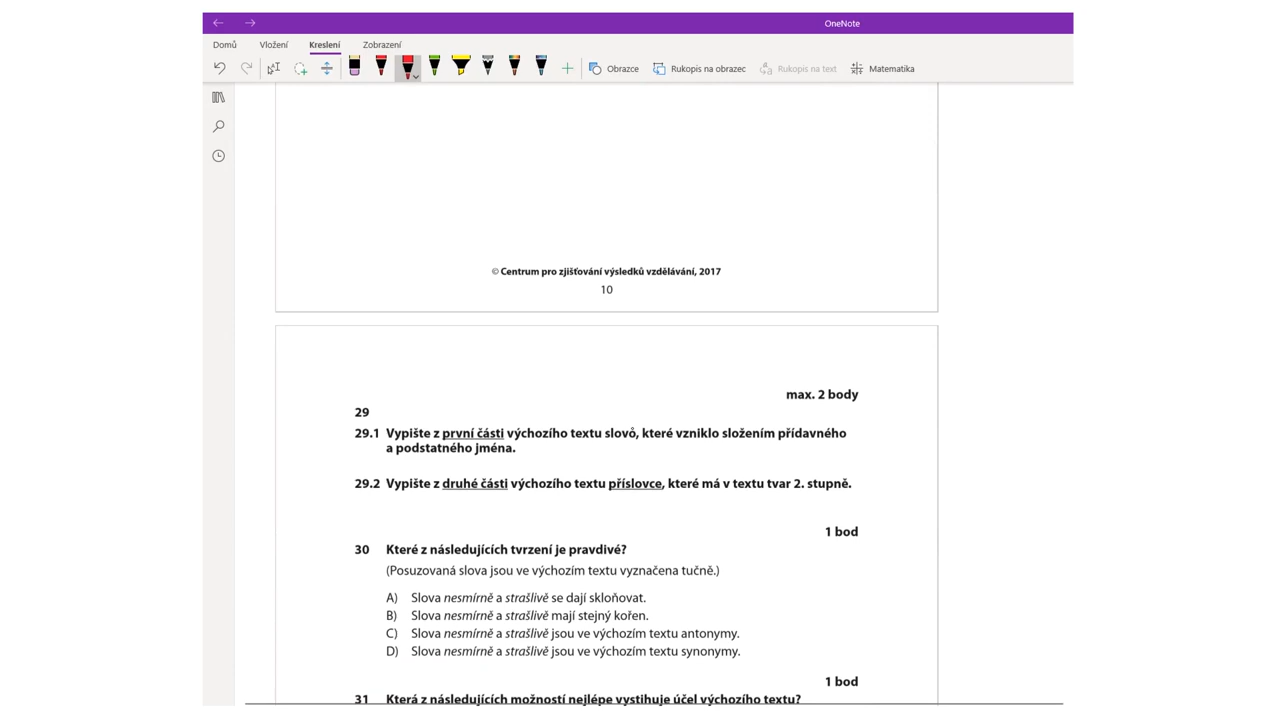 OneNote
Domů Vložení Kreslení Zobrazení
Obrazce Rukopis na obrazec Rukopis na text Matematika
© Centrum pro zjišťování výsledků vzdělávání, 2017
10
max. 2 body
29
29.1 Vypište z první části výchozího textu slovo, které vzniklo složením přídavného
a podstatného jména.
29.2 Vypište z druhé části výchozího textu příslovce, které má v textu tvar 2. stupně.
1 bod
30 Které z následujících tvrzení je pravdivé?
(Posuzovaná slova jsou ve výchozím textu vyznačena tučně.)
A) Slova nesmírně a strašlivě se dají skloňovat.
B) Slova nesmírně a strašlivě mají stejný kořen.
C) Slova nesmírně a strašlivě jsou ve výchozím textu antonymy.
D) Slova nesmírně a strašlivě jsou ve výchozím textu synonymy.
1 bod
31 Která z následujících možností nejlépe vystihuje účel výchozího textu?